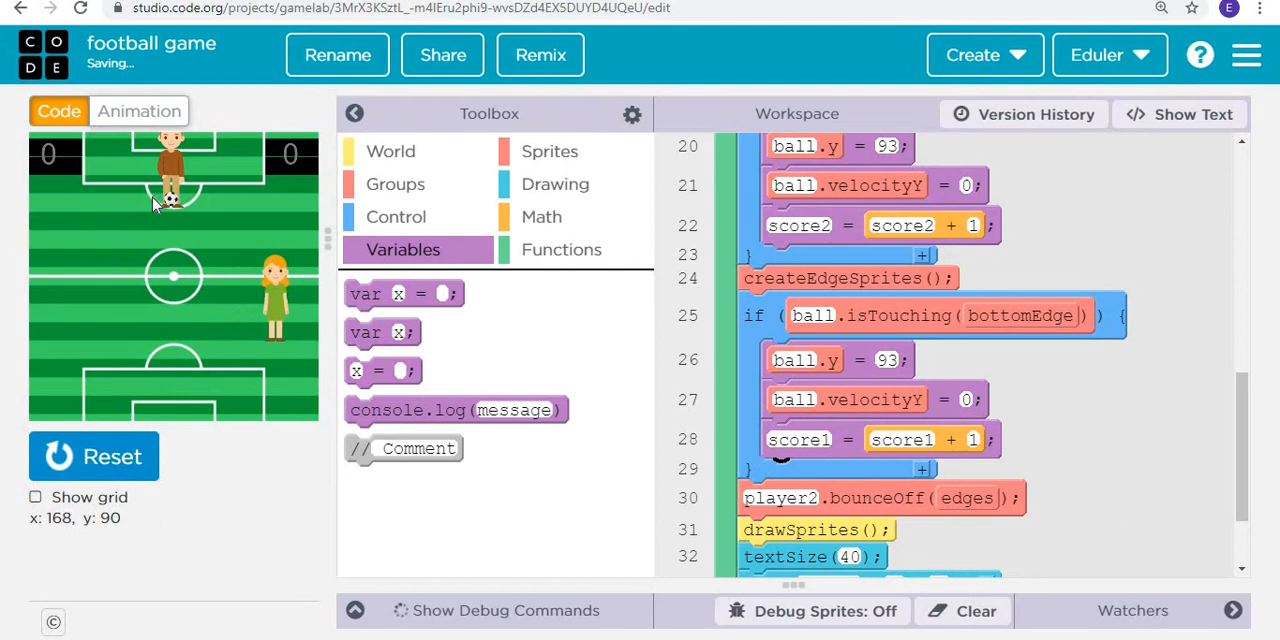 studio.code.org/projects/gamelab/3MrX3KSztL_-m4lEru2phi9-wvsDZd4EX5DUYD4UQeU/edit
E
C O
D E
football game
Saving...
Rename
Share
Remix
Create
Eduler
?
Code
Animation
Toolbox
Workspace
Version History
</> Show Text
0
0
World
Sprites
Groups
Drawing
Control
Math
Variables
Functions
var x = ;
var x;
x = ;
console.log(message)
// Comment
20 ball.y = 93;
21 ball.velocityY = 0;
22 score2 = score2 + 1;
23 } +
24 createEdgeSprites();
25 if (ball.isTouching(bottomEdge)) {
26 ball.y = 93;
27 ball.velocityY = 0;
28 score1 = score1 + 1;
29 } +
30 player2.bounceOff(edges);
31 drawSprites();
32 textSize(40);
Reset
Show grid
x: 168, y: 90
©
Show Debug Commands
Debug Sprites: Off
Clear
Watchers